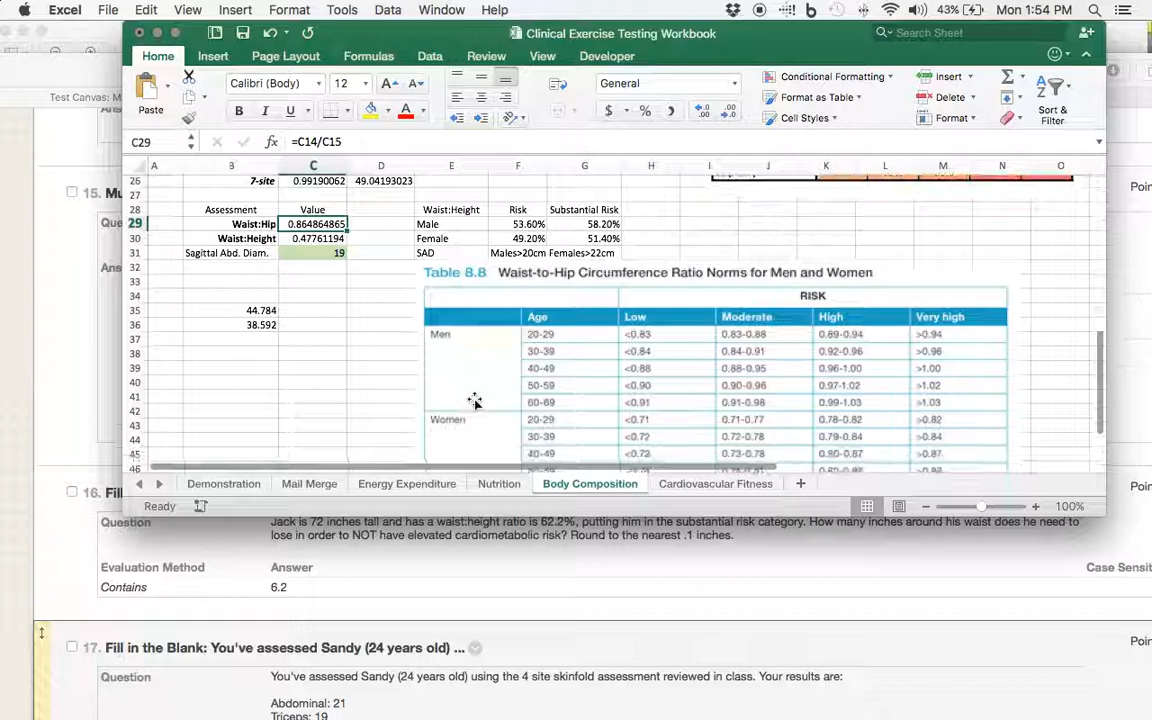 Excel File Edit View Insert Format Tools Data Window Help 43% Mon 1:54 PM
Clinical Exercise Testing Workbook
Search Sheet
Home Insert Page Layout Formulas Data Review View Developer
Test Canvas: M
Paste
Calibri (Body) 12 A A
B I U A
General
$ % )
Conditional Formatting
Format as Table
Cell Styles
Insert
Delete
Format
Sort & Filter
C29 fx =C14/C15
A B C D E F G H I J K L M N O
26 7-site 0.99190062 49.04193023
27
28 Assessment Value Waist:Height Risk Substantial Risk
29 Waist:Hip 0.864864865 Male 53.60% 58.20%
30 Waist:Height 0.47761194 Female 49.20% 51.40%
31 Sagittal Abd. Diam. 19 SAD Males>20cm Females>22cm
32 Table 8.8 Waist-to-Hip Circumference Ratio Norms for Men and Women
33
34 RISK
35 44.784
36 38.592
37
38
39
40
41
42
43
44
45
46
Age Low Moderate High Very high
Men 20-29 <0.83 0.83-0.88 0.89-0.94 >0.94
30-39 <0.84 0.84-0.91 0.92-0.96 >0.96
40-49 <0.88 0.88-0.95 0.96-1.00 >1.00
50-59 <0.90 0.90-0.96 0.97-1.02 >1.02
60-69 <0.91 0.91-0.98 0.99-1.03 >1.03
Women 20-29 <0.71 0.71-0.77 0.78-0.82 >0.82
30-39 <0.72 0.72-0.78 0.79-0.84 >0.84
40-49 <0.72 0.73-0.78 0.80-0.87 >0.87
Demonstration Mail Merge Energy Expenditure Nutrition Body Composition Cardiovascular Fitness +
Ready 100%
15. Mu
Poin
Que
Ans
16. Fill
Poin
Question Jack is 72 inches tall and has a waist:height ratio is 62.2%, putting him in the substantial risk category. How many inches around his waist does he need to
lose in order to NOT have elevated cardiometabolic risk? Round to the nearest .1 inches.
Evaluation Method Answer Case Sensit
Contains 6.2
17. Fill in the Blank: You've assessed Sandy (24 years old) ...
Poin
Question You've assessed Sandy (24 years old) using the 4 site skinfold assessment reviewed in class. Your results are:
Abdominal: 21
Triceps: 19